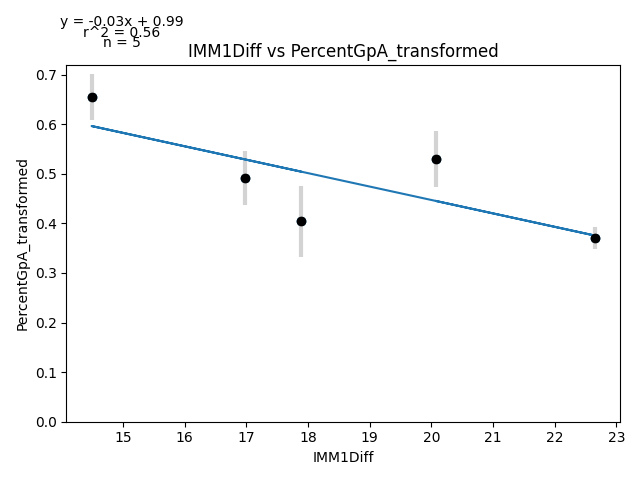 y = -0.03x + 0.99
r^2 = 0.56
n = 5
IMM1Diff vs PercentGpA_transformed
PercentGpA_transformed
0.7
0.6
0.5
0.4
0.3
0.2
0.1
0.0
15 16 17 18 19 20 21 22 23
IMM1Diff